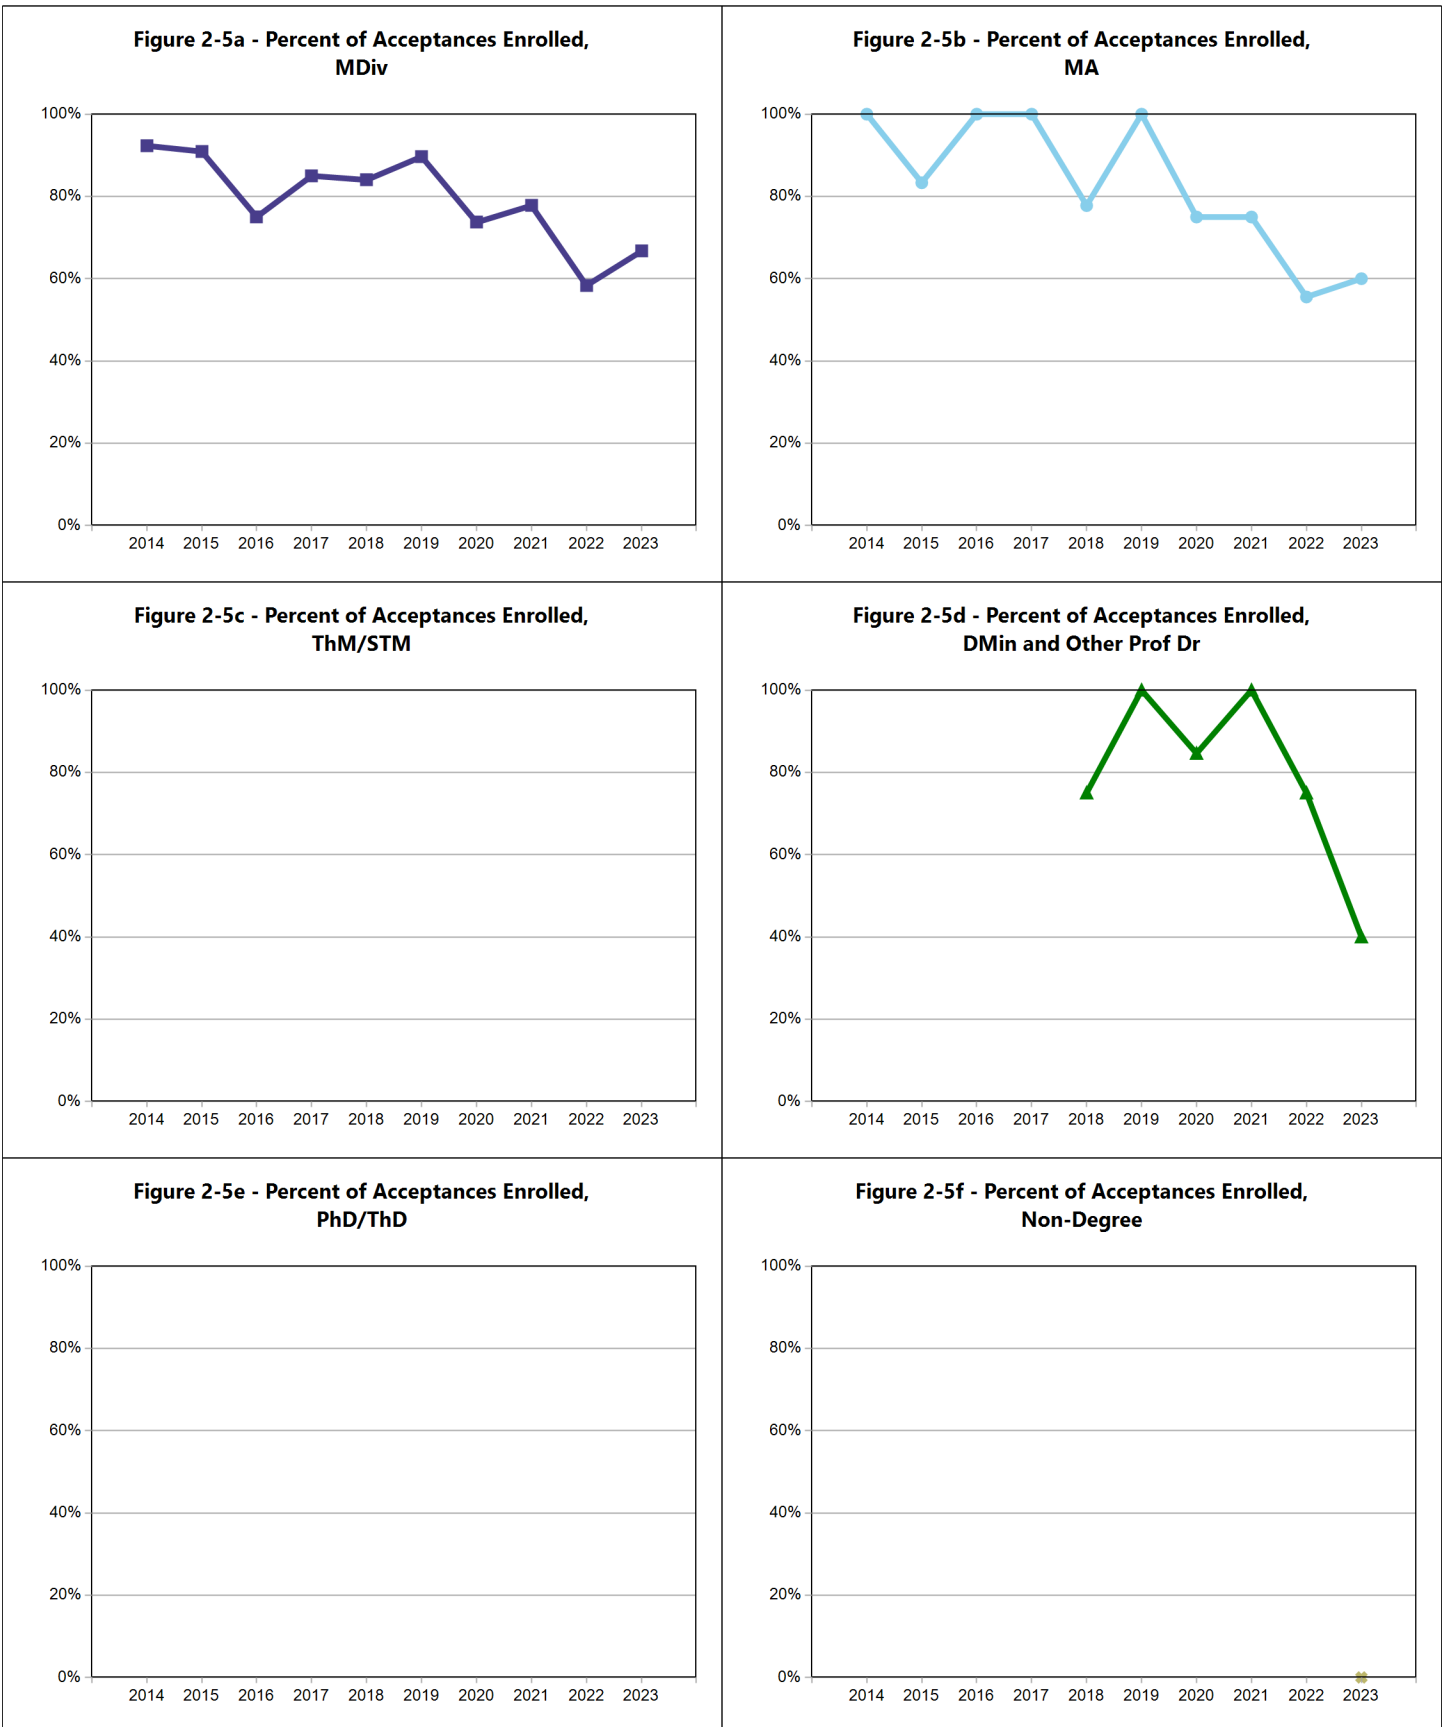 Figure 2-5a - Percent of Acceptances Enrolled,
MDiv
100%
80%
60%
40%
20%
0%
2014 2015 2016 2017 2018 2019 2020 2021 2022 2023
Figure 2-5b - Percent of Acceptances Enrolled,
MA
100%
80%
60%
40%
20%
0%
2014 2015 2016 2017 2018 2019 2020 2021 2022 2023
Figure 2-5c - Percent of Acceptances Enrolled,
ThM/STM
100%
80%
60%
40%
20%
0%
2014 2015 2016 2017 2018 2019 2020 2021 2022 2023
Figure 2-5d - Percent of Acceptances Enrolled,
DMin and Other Prof Dr
100%
80%
60%
40%
20%
0%
2014 2015 2016 2017 2018 2019 2020 2021 2022 2023
Figure 2-5e - Percent of Acceptances Enrolled,
PhD/ThD
100%
80%
60%
40%
20%
0%
2014 2015 2016 2017 2018 2019 2020 2021 2022 2023
Figure 2-5f - Percent of Acceptances Enrolled,
Non-Degree
100%
80%
60%
40%
20%
0%
2014 2015 2016 2017 2018 2019 2020 2021 2022 2023